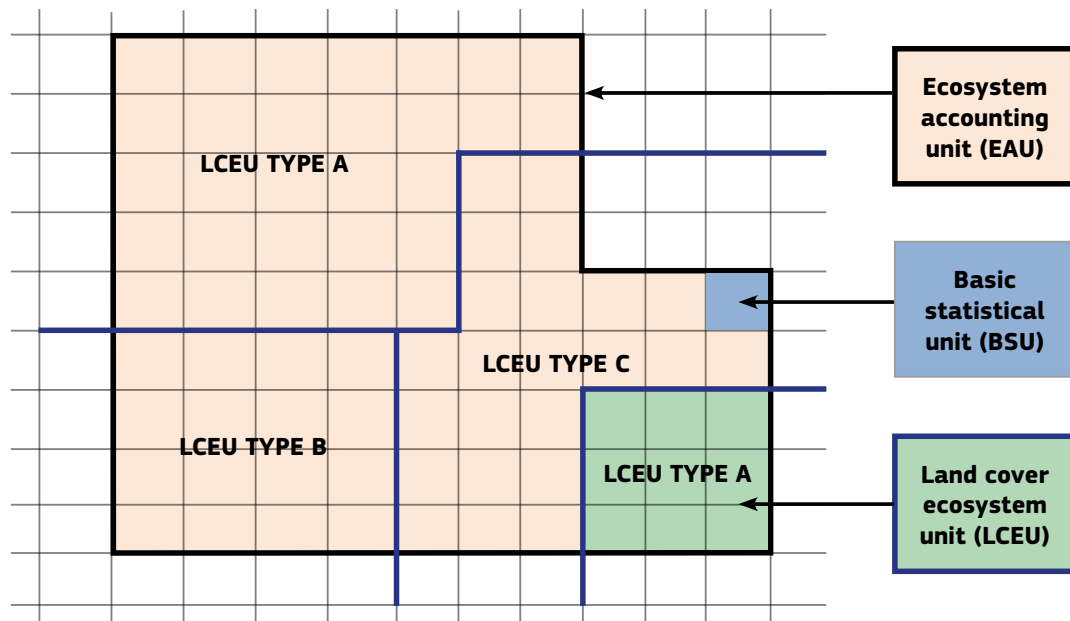 LCEU TYPE A
LCEU TYPE C
LCEU TYPE B
LCEU TYPE A
Ecosystem
accounting
unit (EAU)
Basic
statistical
unit (BSU)
Land cover
ecosystem
unit (LCEU)